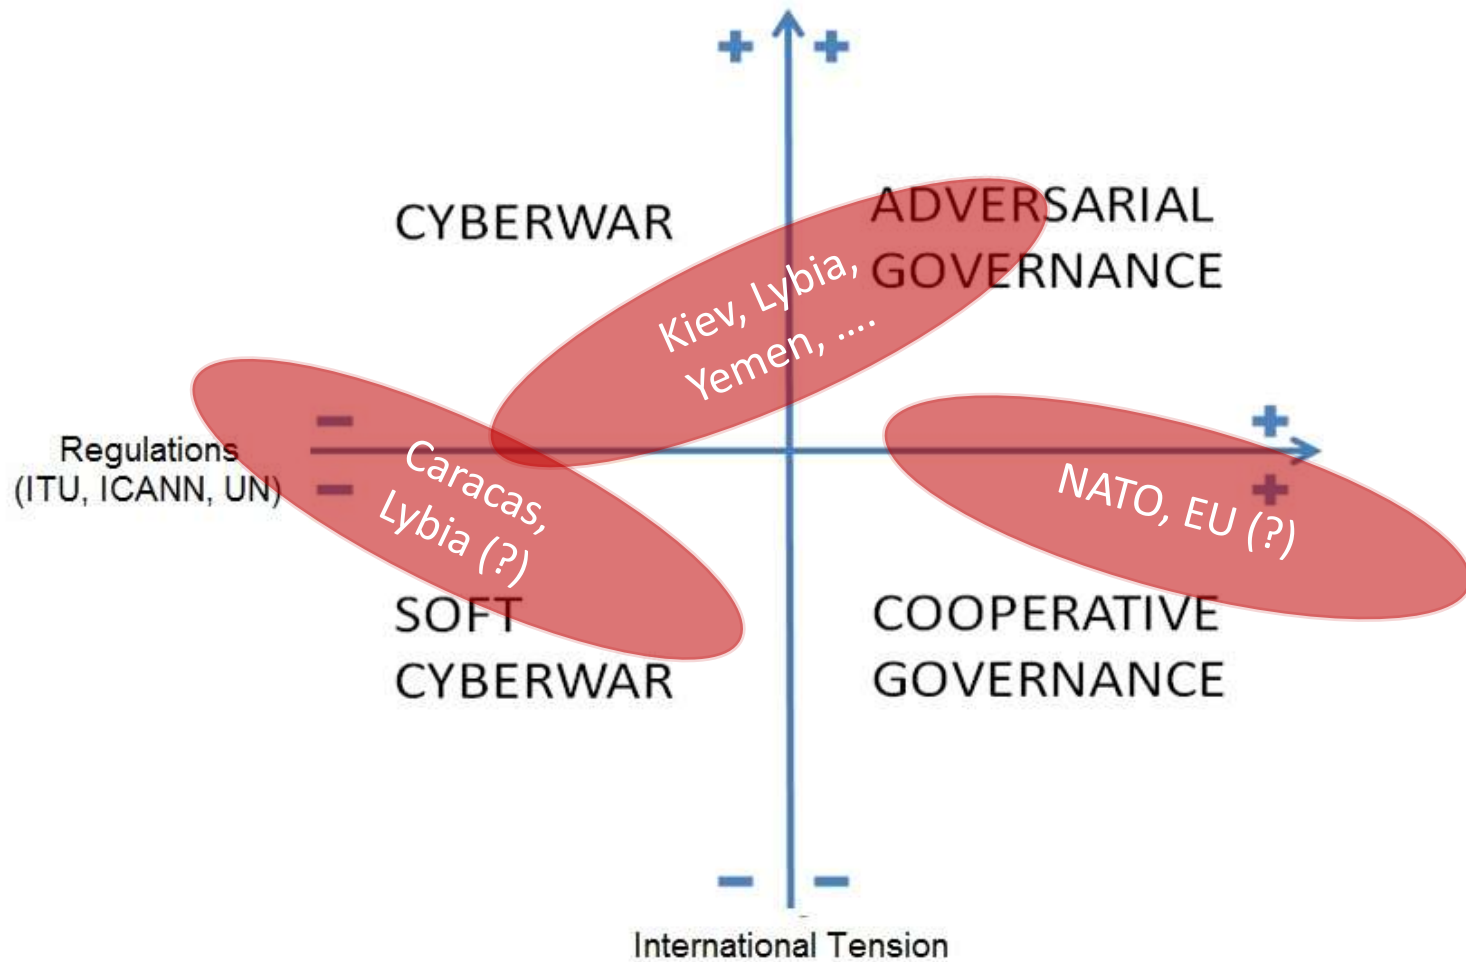 CYBERWAR
ADVERSARIAL
GOVERNANCE
Kiev, Lybia,
Yemen, ....
Regulations
(ITU, ICANN, UN)
Caracas,
Lybia (?)
NATO, EU (?)
SOFT
CYBERWAR
COOPERATIVE
GOVERNANCE
International Tension